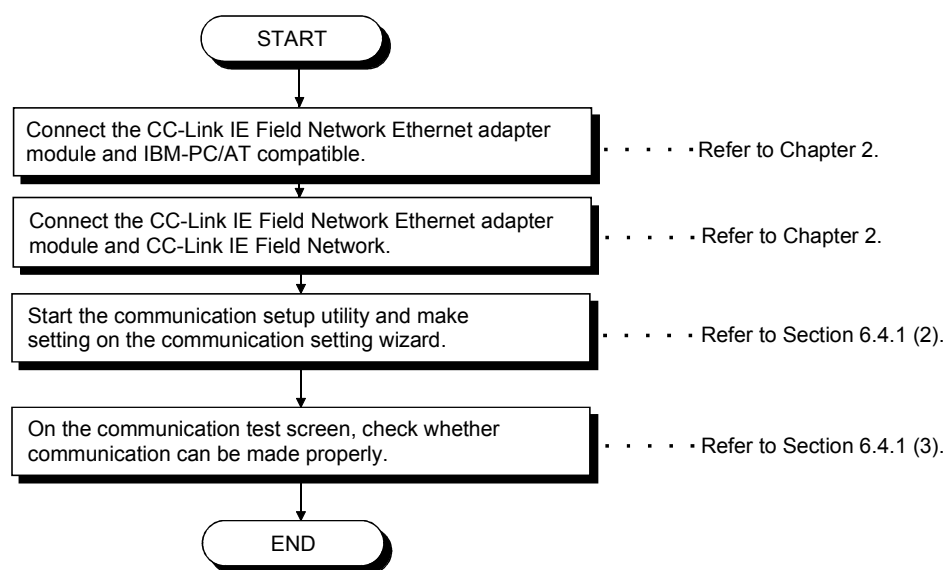 START
Connect the CC-Link IE Field Network Ethernet adapter
module and IBM-PC/AT compatible.
Refer to Chapter 2.
Connect the CC-Link IE Field Network Ethernet adapter
module and CC-Link IE Field Network.
Refer to Chapter 2.
Start the communication setup utility and make
setting on the communication setting wizard.
Refer to Section 6.4.1 (2).
On the communication test screen, check whether
communication can be made properly.
Refer to Section 6.4.1 (3).
END